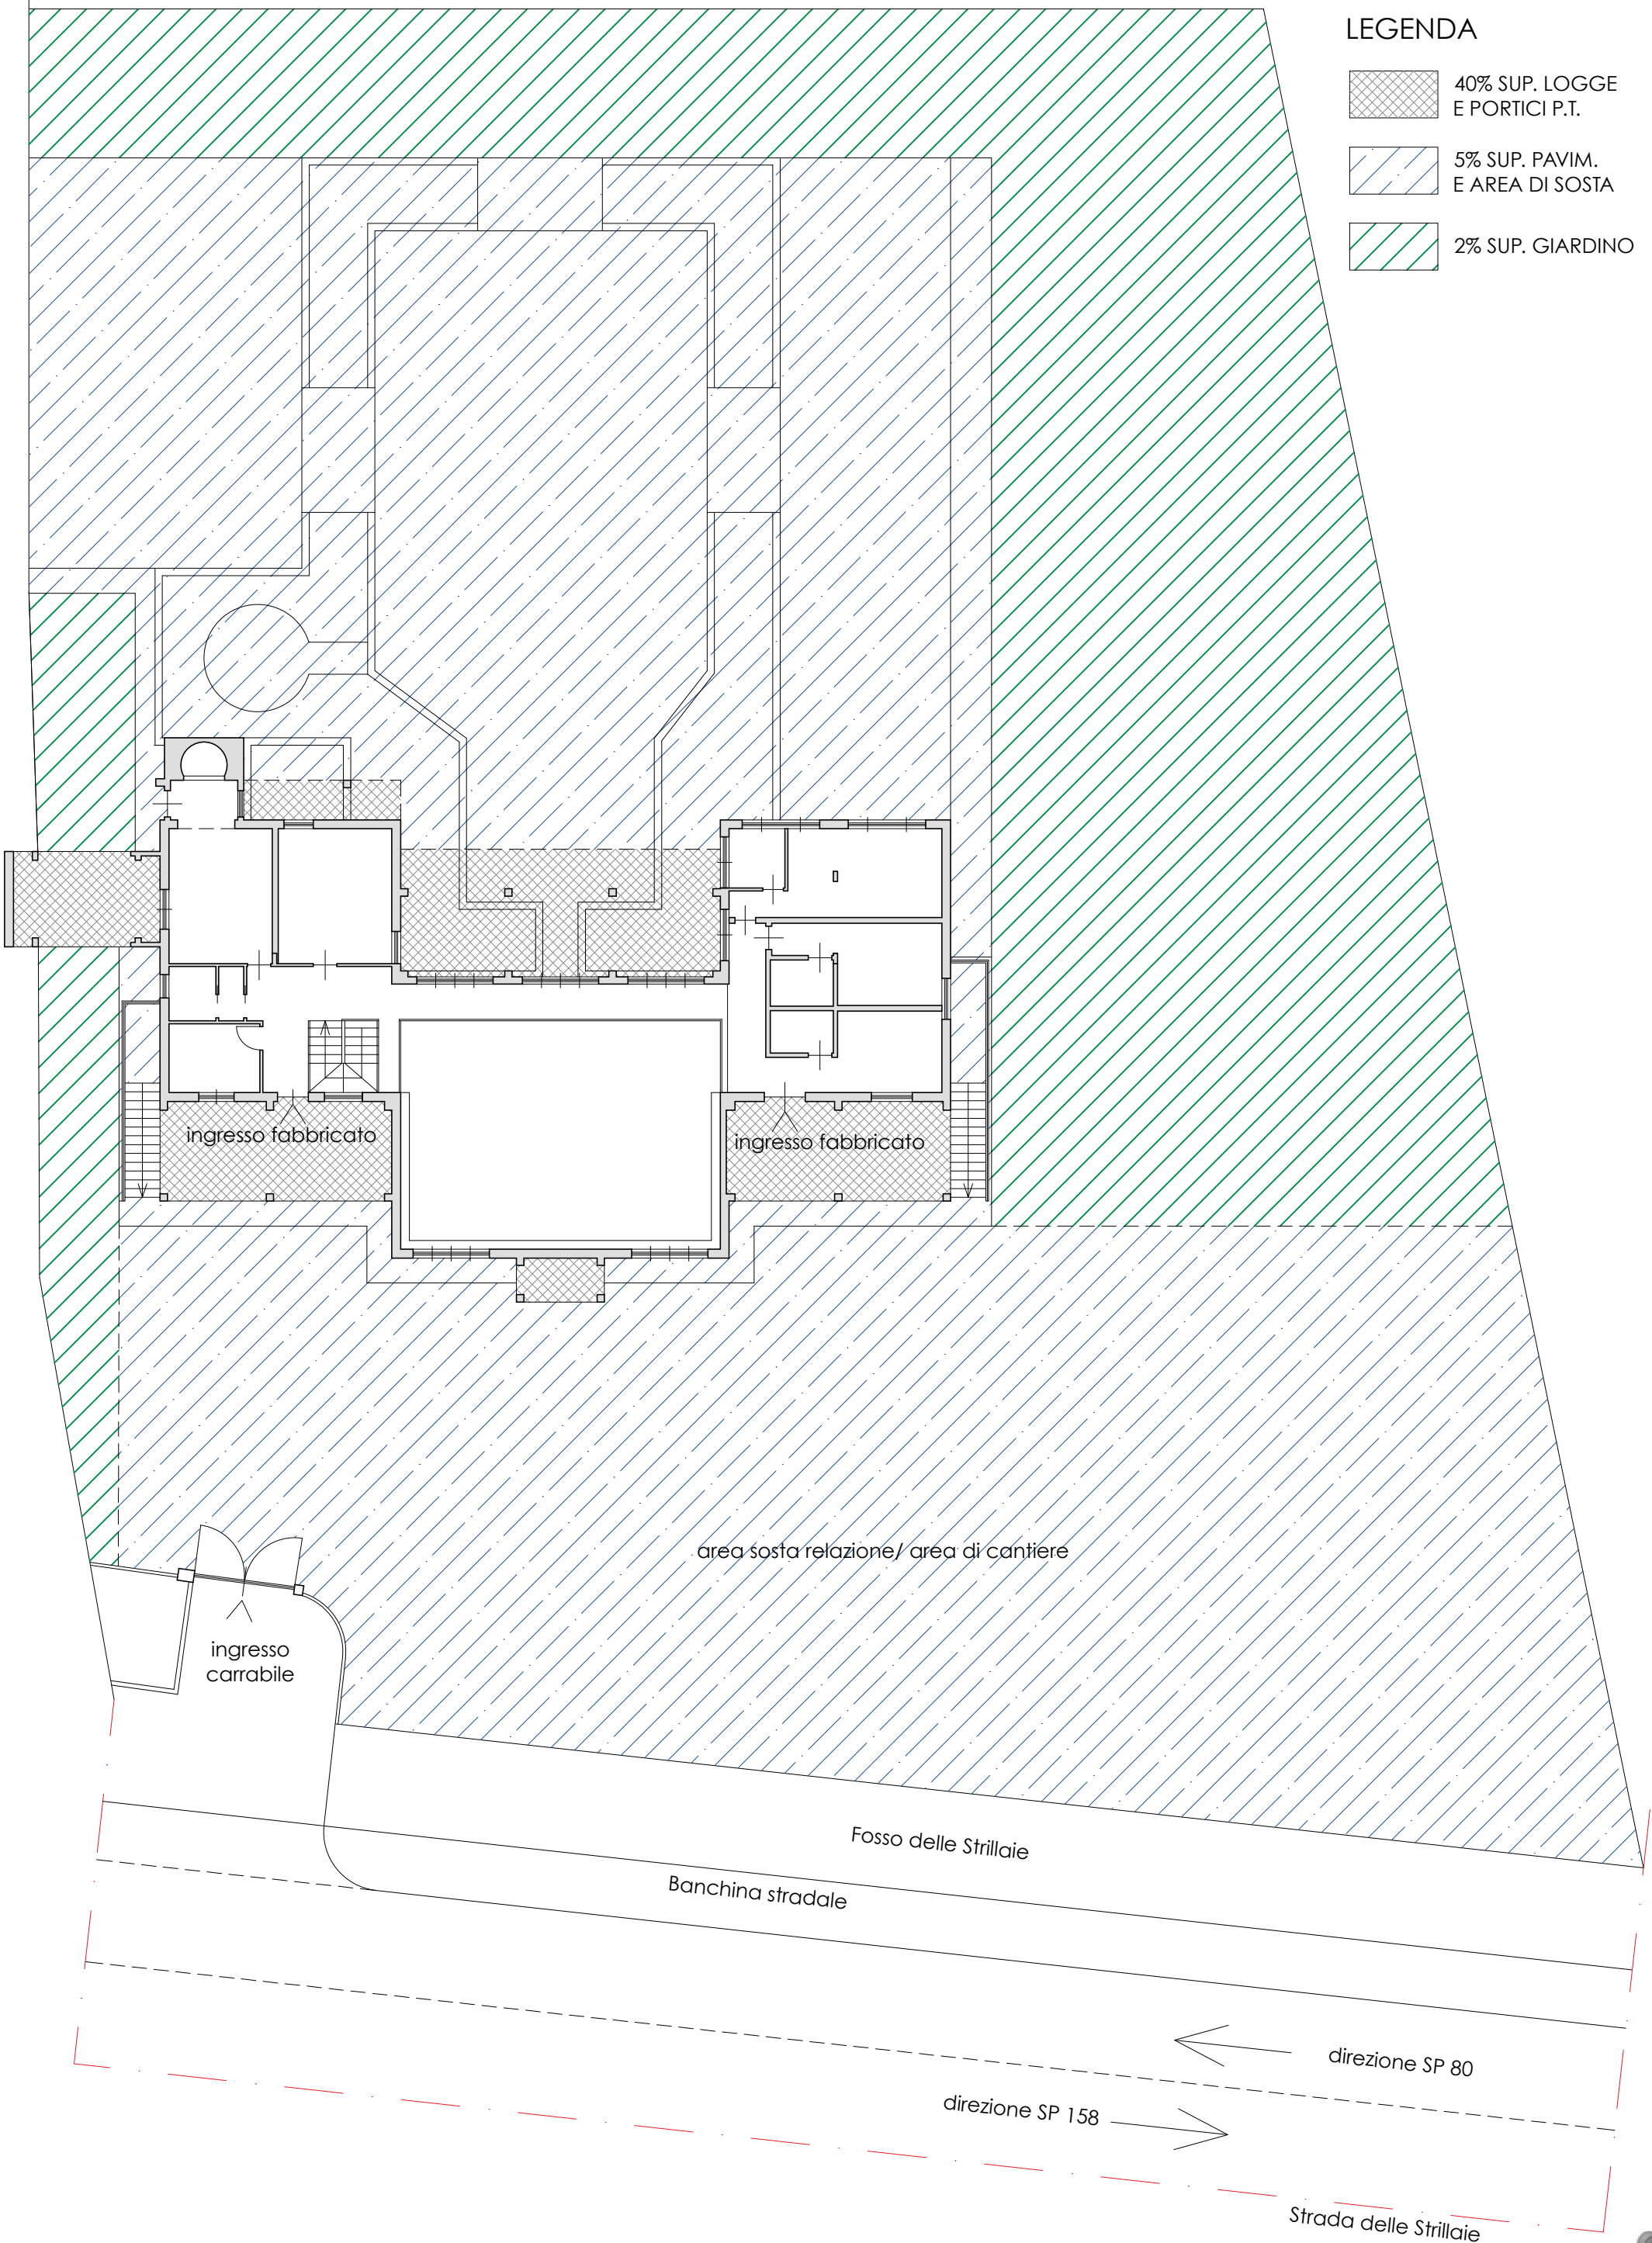 LEGENDA
40% SUP. LOGGE
E PORTICI P.T.
5% SUP. PAVIM.
E AREA DI SOSTA
2% SUP. GIARDINO
ingresso fabbricato
ingresso fabbricato
area sosta relazione/ area di cantiere
ingresso
carrabile
Fosso delle Strillaie
Banchina stradale
direzione SP 80
direzione SP 158
Strada delle Strillaie